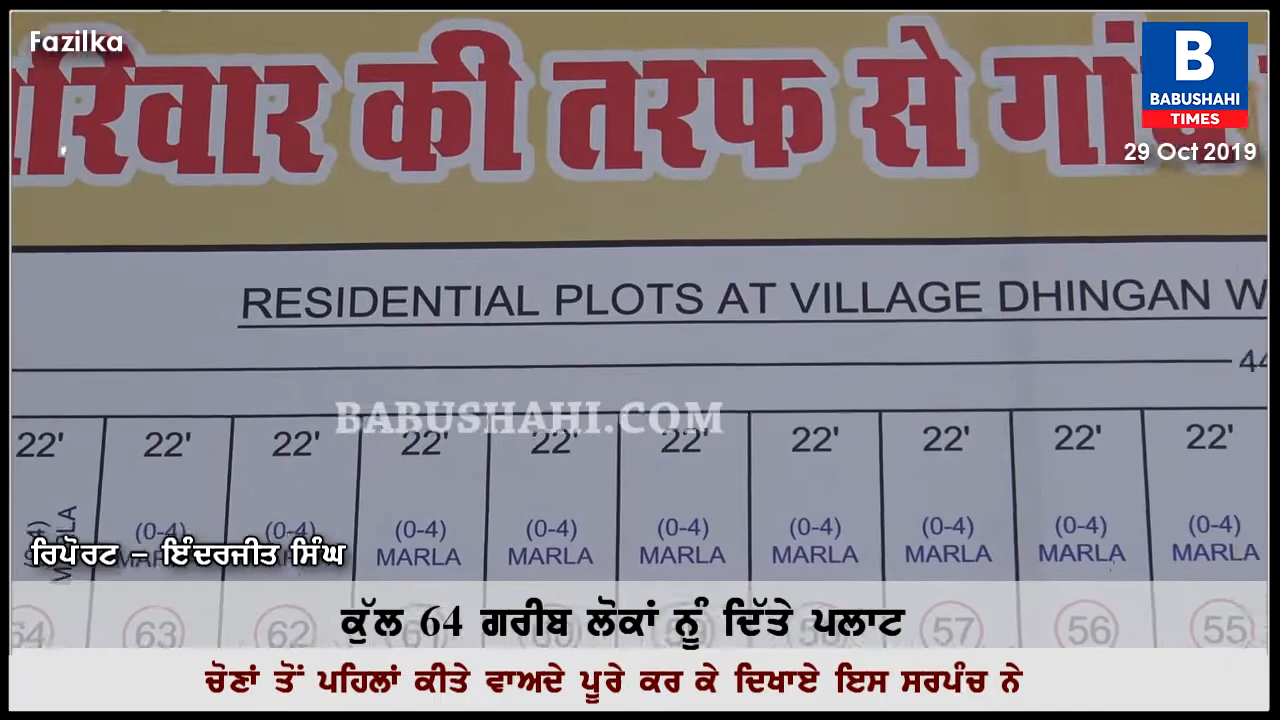 Fazilka
B
BABUSHAHI
TIMES
29 Oct 2019
की तरफ से
RESIDENTIAL PLOTS AT VILLAGE DHINGAN
BABUSHAHI.COM
22' 22' 22' 22' 22' 22' 22' 22' 22' 22'
(0-4) (0-4) (0-4) (0-4) (0-4) (0-4) (0-4) (0-4) (0-4)
MARLA MARLA MARLA MARLA MARLA MARLA MARLA MARLA
ਰਿਪੋਰਟ – ਇੰਦਰਜੀਤ ਸਿੰਘ
64 63 62 57 56 55
ਕੁੱਲ 64 ਗਰੀਬ ਲੋਕਾਂ ਨੂੰ ਦਿੱਤੇ ਪਲਾਟ
ਚੋਣਾਂ ਤੋਂ ਪਹਿਲਾਂ ਕੀਤੇ ਵਾਅਦੇ ਪੂਰੇ ਕਰ ਕੇ ਦਿਖਾਏ ਇਸ ਸਰਪੰਚ ਨੇ